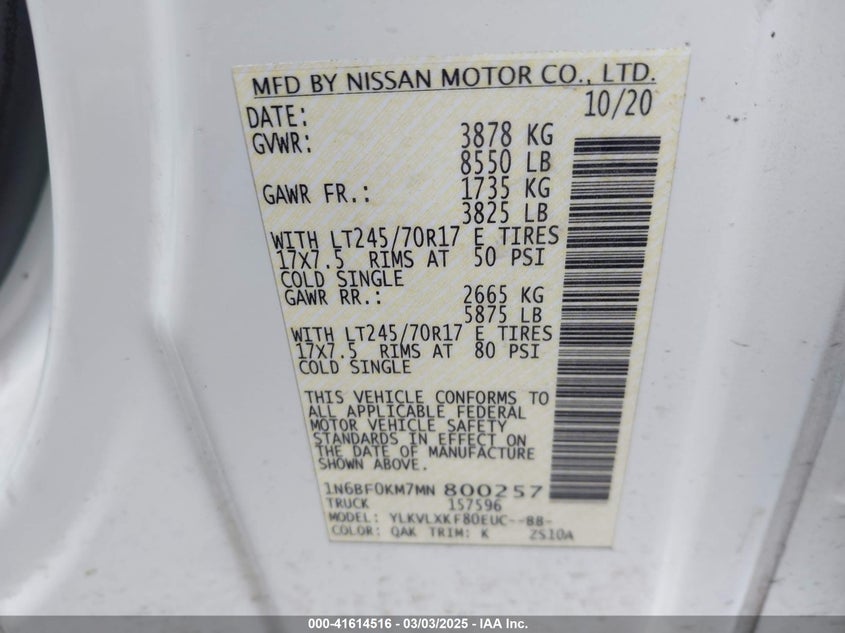 MFD BY NISSAN MOTOR CO., LTD.
DATE: 10/20
GVWR: 3878 KG
8550 LB
GAWR FR.: 1735 KG
3825 LB
WITH LT245/70R17 E TIRES
17X7.5 RIMS AT 50 PSI
COLD SINGLE
GAWR RR.: 2665 KG
5875 LB
WITH LT245/70R17 E TIRES
17X7.5 RIMS AT 80 PSI
COLD SINGLE
THIS VEHICLE CONFORMS TO
ALL APPLICABLE FEDERAL
MOTOR VEHICLE SAFETY
STANDARDS IN EFFECT ON
THE DATE OF MANUFACTURE
SHOWN ABOVE.
1N6BF0KM7MN 800257
TRUCK 157596
MODEL: YLKVLXKF80EUC--BB-
COLOR: QAK TRIM: K ZS10A
000-41614516 - 03/03/2025 - IAA Inc.